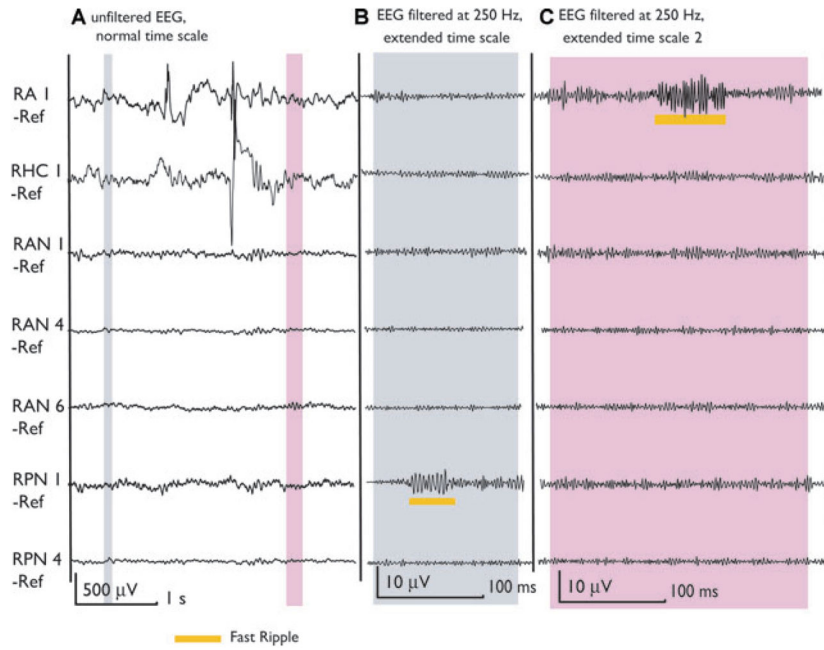 A unfiltered EEG,
normal time scale
B EEG filtered at 250 Hz,
extended time scale
C EEG filtered at 250 Hz,
extended time scale 2
RA 1
-Ref
RHC 1
-Ref
RAN 1
-Ref
RAN 4
-Ref
RAN 6
-Ref
RPN 1
-Ref
RPN 4
-Ref
500 µV
1 s
10 µV
100 ms
10 µV
100 ms
Fast Ripple